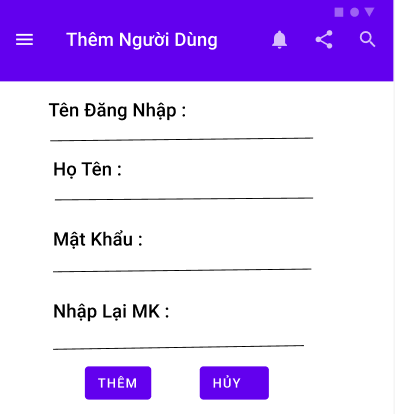 Thêm Người Dùng
Tên Đăng Nhập :
Họ Tên :
Mật Khẩu :
Nhập Lại MK :
THÊM HỦY